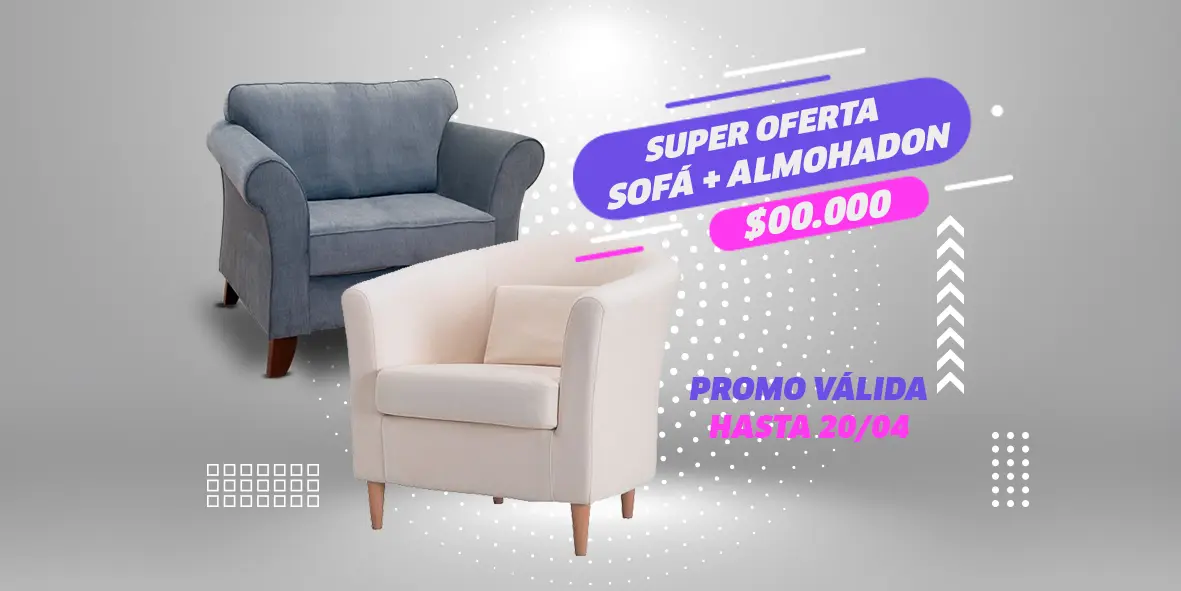 SUPER OFERTA
SOFÁ + ALMOHADON
$00.000
PROMO VÁLIDA
HASTA 20/04